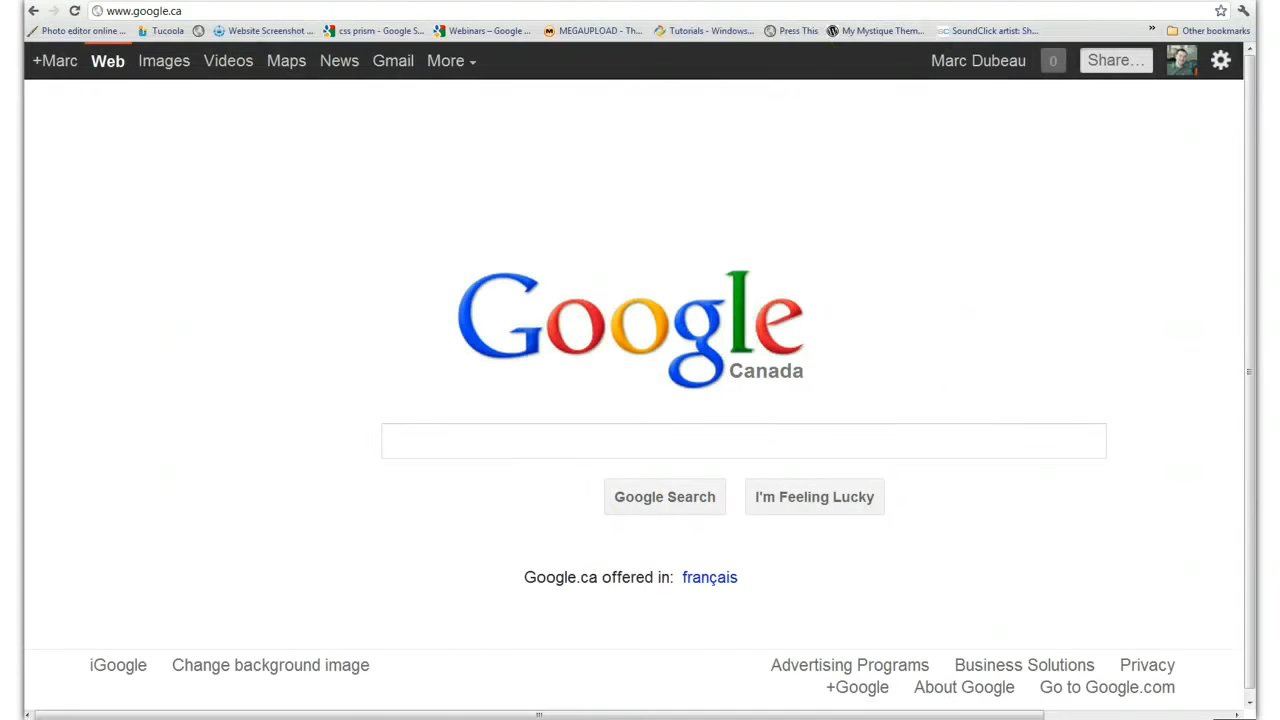 www.google.ca
Photo editor online ... Tucoola Website Screenshot ... css prism - Google S... Webinars – Google ... MEGAUPLOAD - Th... Tutorials - Windows... Press This My Mystique Them... SoundClick artist: Sh... » Other bookmarks
+Marc Web Images Videos Maps News Gmail More Marc Dubeau 0 Share...
Google
Canada
Google Search I'm Feeling Lucky
Google.ca offered in: français
iGoogle Change background image Advertising Programs Business Solutions Privacy
+Google About Google Go to Google.com